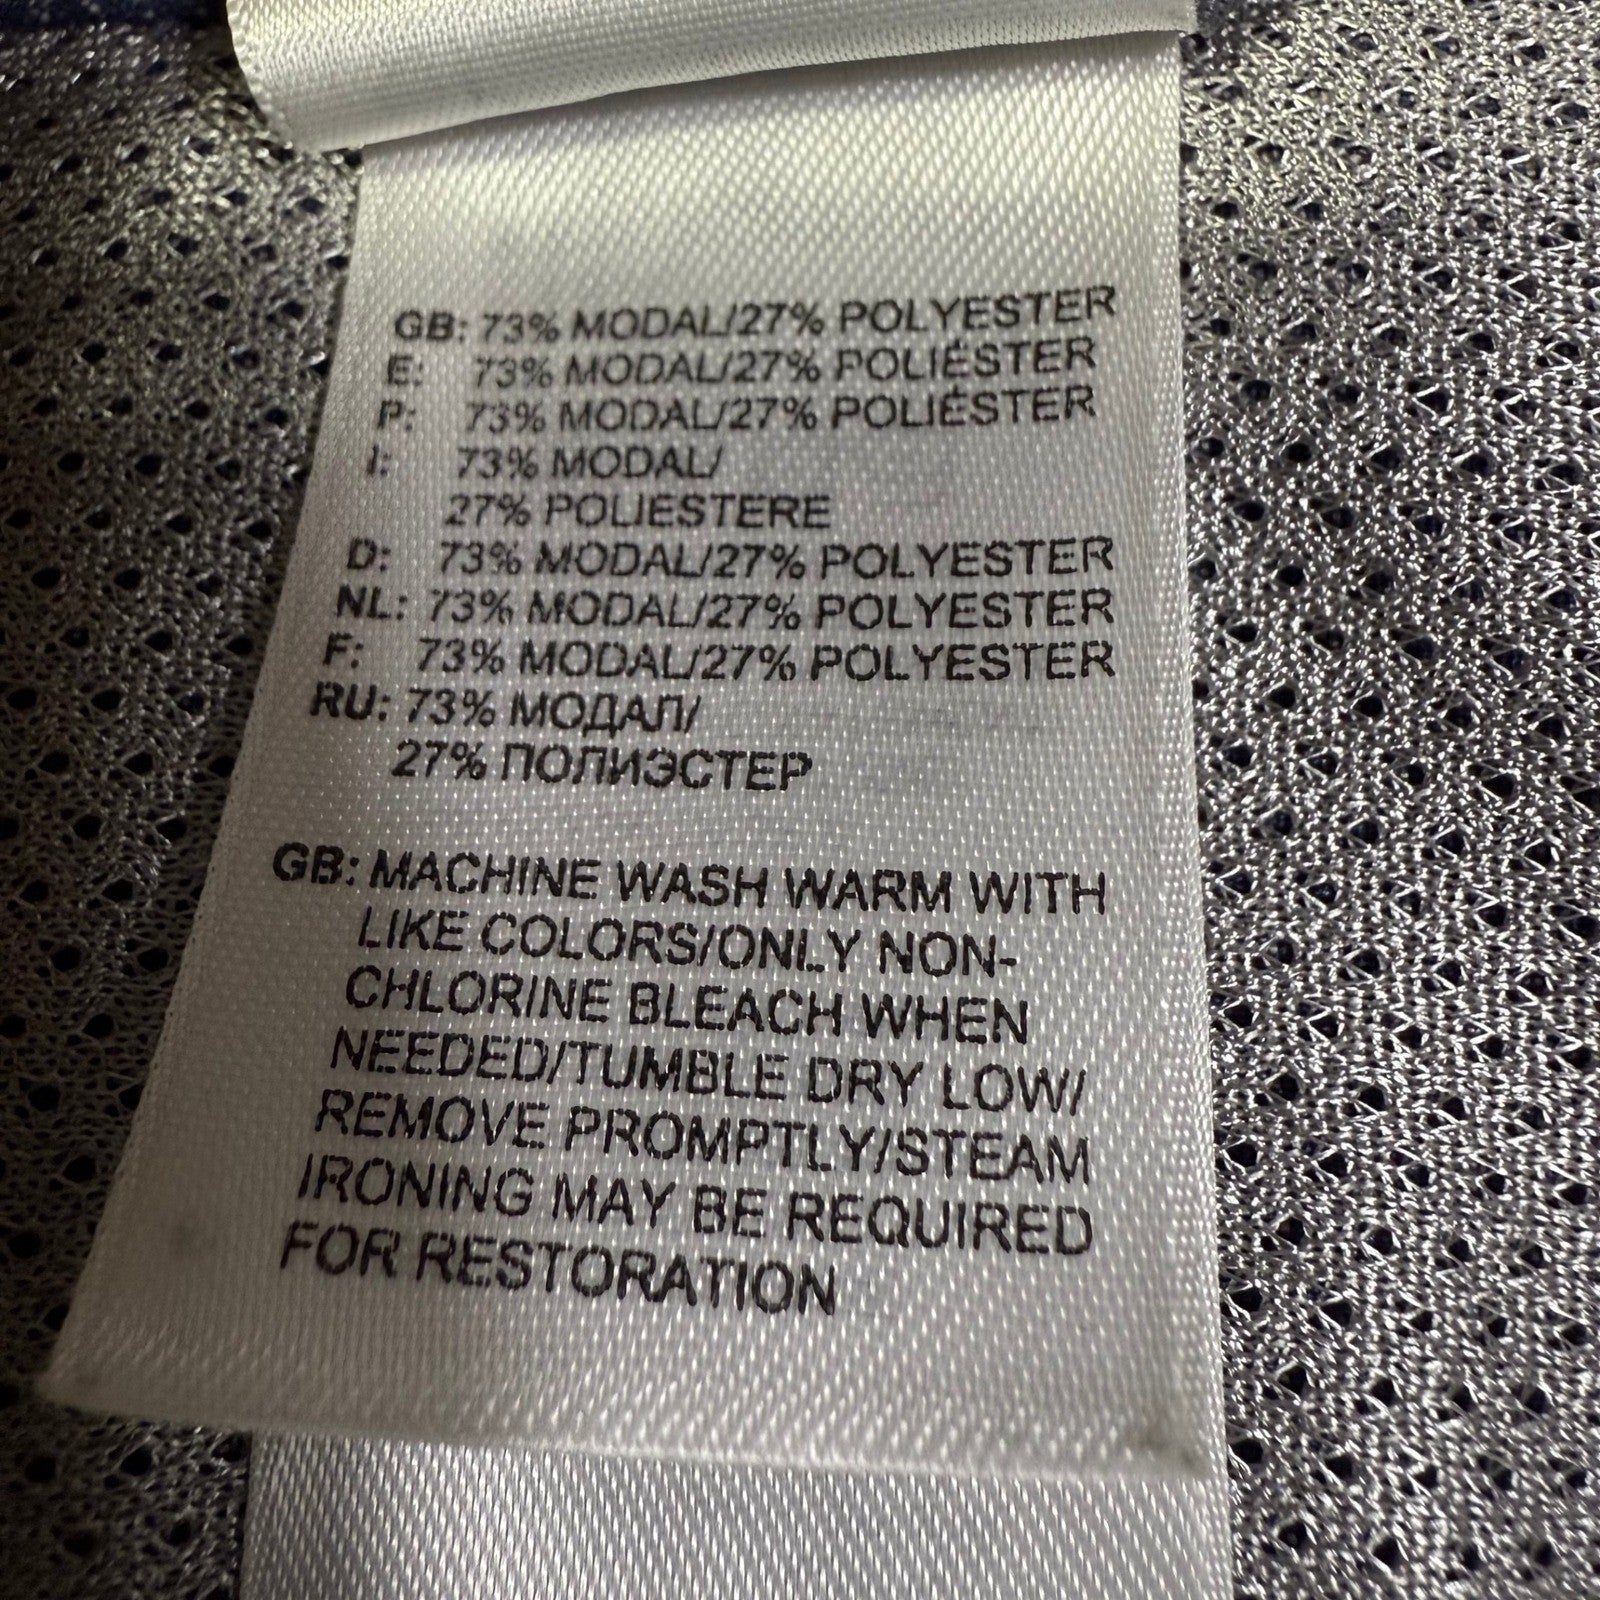 GB: 73% MODAL/27% POLYESTER
E: 73% MODAL/27% POLIÉSTER
P: 73% MODAL/27% POLIÉSTER
I: 73% MODAL/
27% POLIESTERE
D: 73% MODAL/27% POLYESTER
NL: 73% MODAL/27% POLYESTER
F: 73% MODAL/27% POLYESTER
RU: 73% МОДАЛ/
27% ПОЛИЭСТЕР
GB: MACHINE WASH WARM WITH
LIKE COLORS/ONLY NON-
CHLORINE BLEACH WHEN
NEEDED/TUMBLE DRY LOW/
REMOVE PROMPTLY/STEAM
IRONING MAY BE REQUIRED
FOR RESTORATION